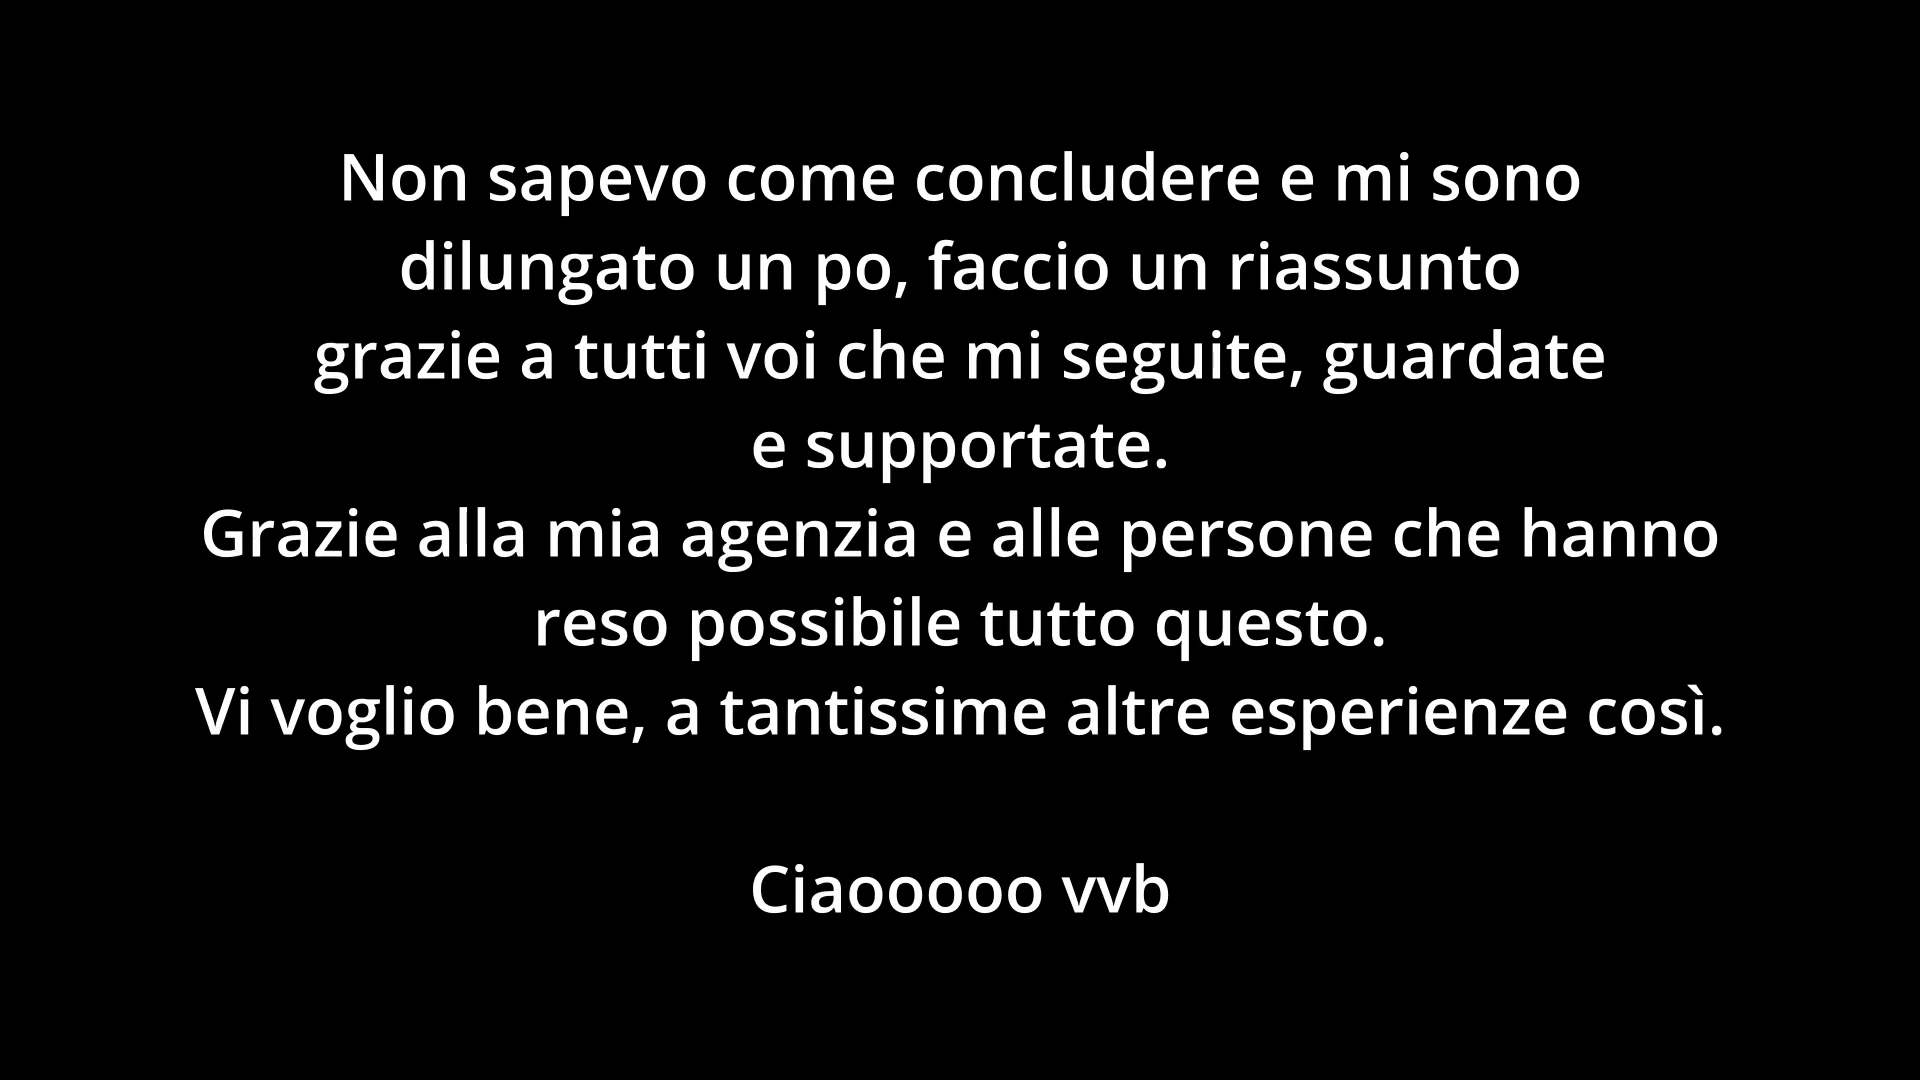 Non sapevo come concludere e mi sono
dilungato un po, faccio un riassunto
grazie a tutti voi che mi seguite, guardate
e supportate.
Grazie alla mia agenzia e alle persone che hanno
reso possibile tutto questo.
Vi voglio bene, a tantissime altre esperienze così.
Ciaooooo vvb